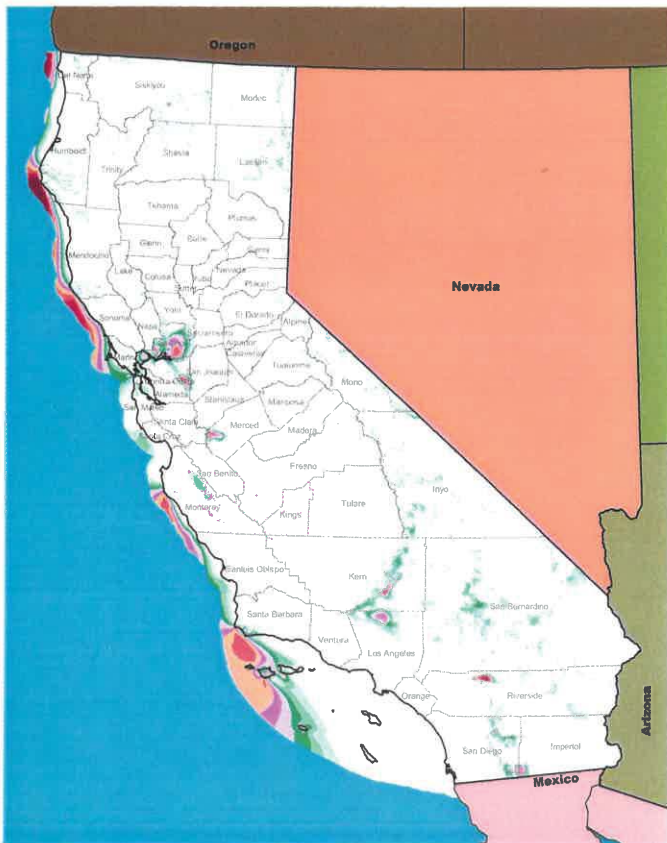 Oregon
Del Norte
Siskiyou
Modoc
Humboldt
Trinity
Shasta
Lassen
Tehama
Plumas
Glenn
Butte
Sierra
Mendocino
Lake
Colusa
Yuba
Nevada
Sutter
Placer
Nevada
Sonoma
Napa
Yolo
El Dorado
Alpine
Sacramento
Amador
Marin
Calaveras
San Joaquin
Tuolumne
Mono
Contra Costa
Alameda
Stanislaus
Mariposa
San Mateo
Santa Clara
Merced
Madera
Santa Cruz
Fresno
San Benito
Inyo
Monterey
Kings
Tulare
San Luis Obispo
Kern
San Bernardino
Santa Barbara
Ventura
Los Angeles
Orange
Riverside
Arizona
San Diego
Imperial
Mexico